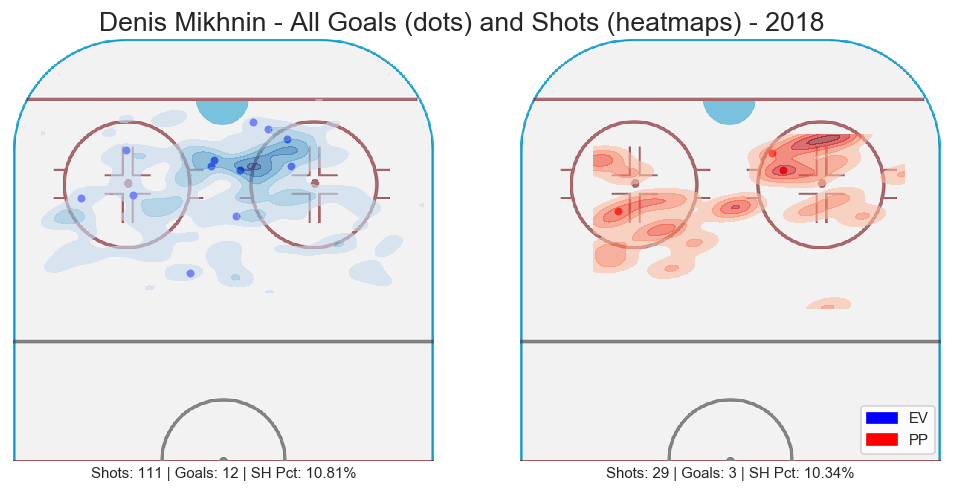 Denis Mikhnin - All Goals (dots) and Shots (heatmaps) - 2018
EV
PP
Shots: 111 | Goals: 12 | SH Pct: 10.81%
Shots: 29 | Goals: 3 | SH Pct: 10.34%